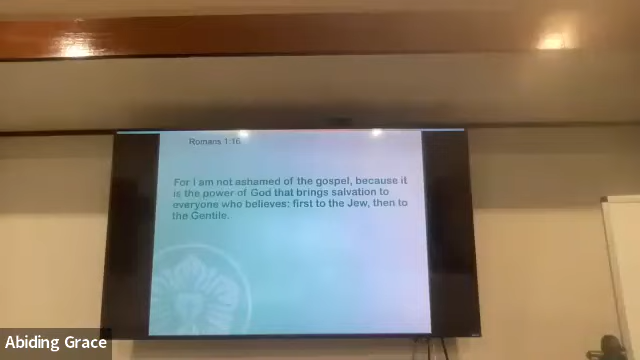 Romans 1:16
For I am not ashamed of the gospel, because it
is the power of God that brings salvation to
everyone who believes: first to the Jew, then to
the Gentile.
Abiding Grace